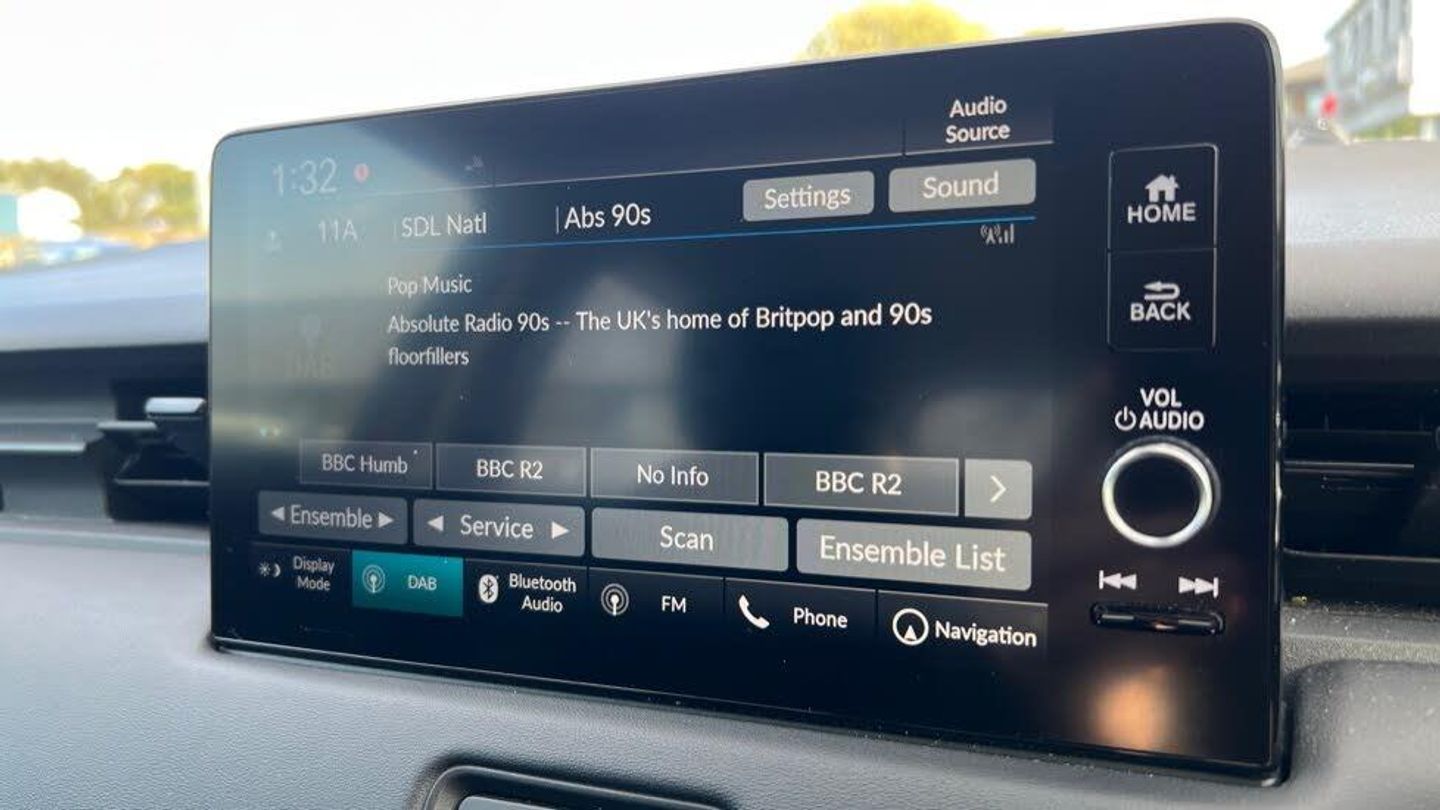 Audio
Source
1:32
Settings
Sound
11A
SDL Natl
Abs 90s
Pop Music
Absolute Radio 90s -- The UK's home of Britpop and 90s
floorfillers
DAB
BBC Humb
BBC R2
No Info
BBC R2
Ensemble
Service
Scan
Ensemble List
Display
Mode
DAB
Bluetooth
Audio
FM
Phone
Navigation
HOME
BACK
VOL
AUDIO